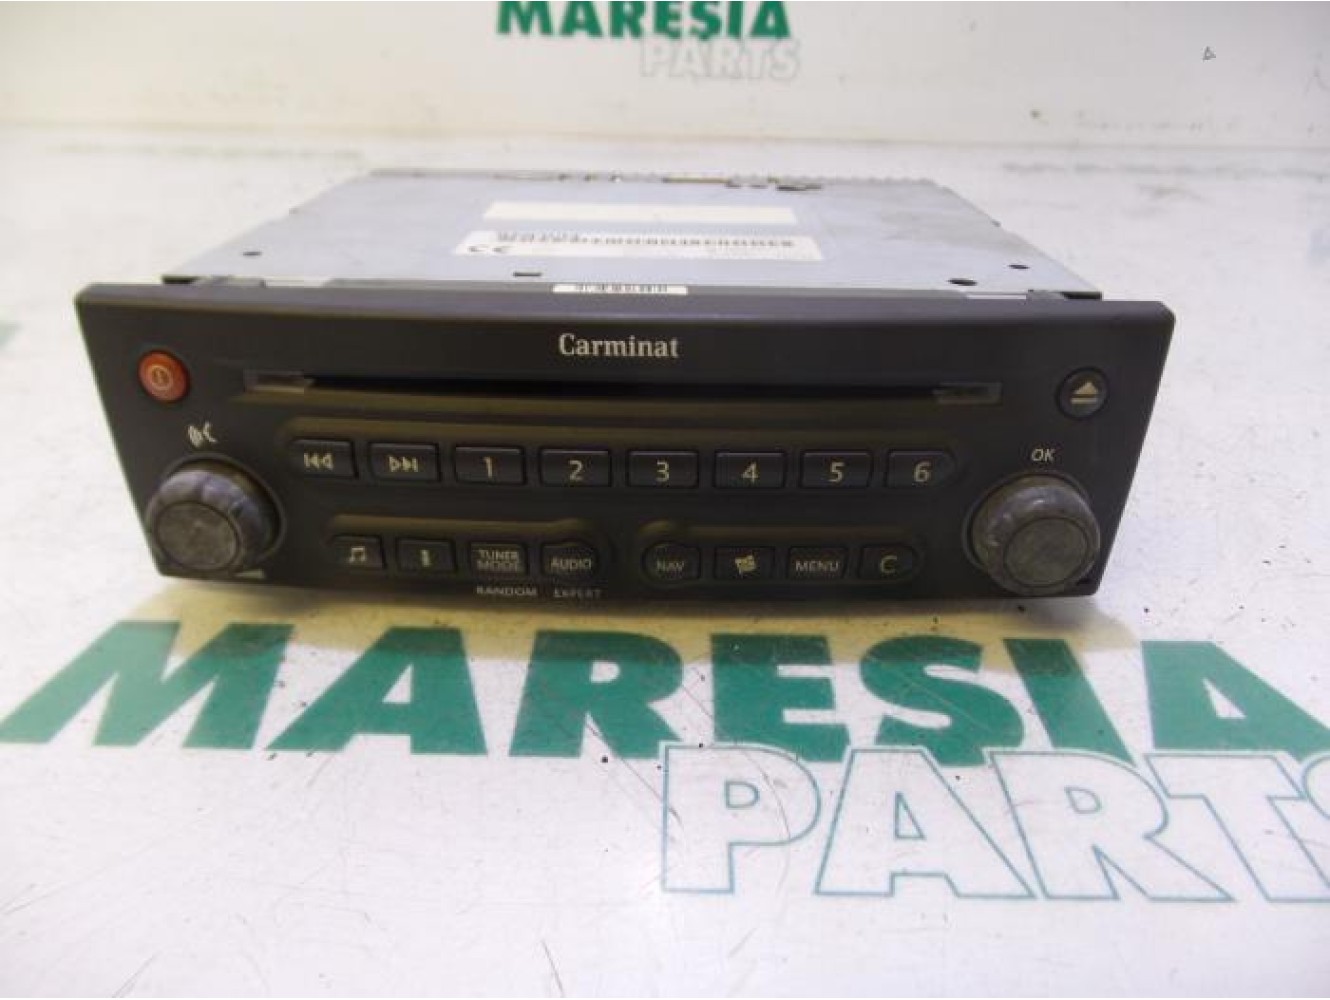 MARESIA
PARTS
CE
Carminat
OK
1 2 3 4 5 6
TUNER MODE AUDIO NAV MENU C
RANDOM EXPERT
MARESIA
PARTS